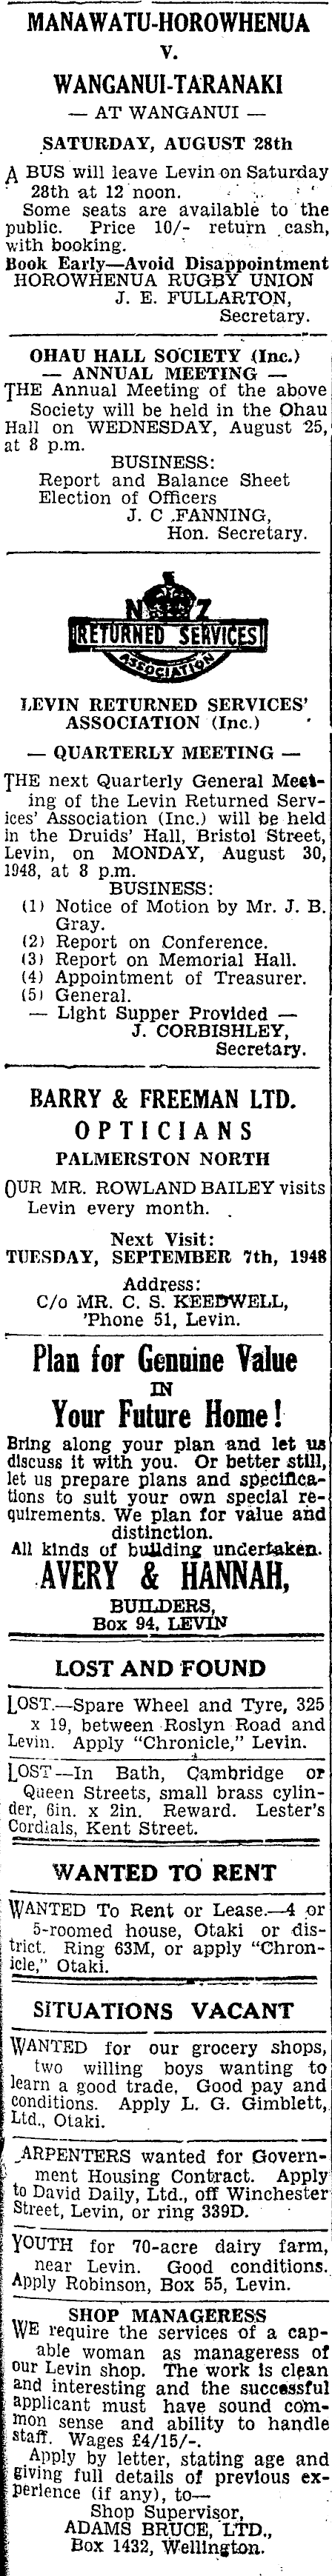 MANAWATU-HOROWHENUA
V.
WANGANUI-TARANAKI
— AT WANGANUI —
SATURDAY, AUGUST 28th
A BUS will leave Levin on Saturday
28th at 12 noon.
Some seats are available to the
public. Price 10/- return cash,
with booking.
Book Early—Avoid Disappointment
HOROWHENUA RUGBY UNION
J. E. FULLARTON,
Secretary.
OHAU HALL SOCIETY (Inc.)
— ANNUAL MEETING —
THE Annual Meeting of the above
Society will be held in the Ohau
Hall on WEDNESDAY, August 25,
at 8 p.m.
BUSINESS:
Report and Balance Sheet
Election of Officers
J. C .FANNING,
Hon. Secretary.
N Z
RETURNED SERVICES
ASSOCIATION
LEVIN RETURNED SERVICES'
ASSOCIATION (Inc.)
— QUARTERLY MEETING —
THE next Quarterly General Meet-
ing of the Levin Returned Serv-
ices' Association (Inc.) will be held
in the Druids' Hall, Bristol Street,
Levin, on MONDAY, August 30,
1948, at 8 p.m.
BUSINESS:
(1) Notice of Motion by Mr. J. B.
Gray.
(2) Report on Conference.
(3) Report on Memorial Hall.
(4) Appointment of Treasurer.
(5) General.
— Light Supper Provided —
J. CORBISHLEY,
Secretary.
BARRY & FREEMAN LTD.
OPTICIANS
PALMERSTON NORTH
OUR MR. ROWLAND BAILEY visits
Levin every month.
Next Visit:
TUESDAY, SEPTEMBER 7th, 1948
Address:
C/o MR. C. S. KEEDWELL,
'Phone 51, Levin.
Plan for Genuine Value
IN
Your Future Home!
Bring along your plan and let us
discuss it with you. Or better still,
let us prepare plans and specifica-
tions to suit your own special re-
quirements. We plan for value and
distinction.
All kinds of building undertaken.
AVERY & HANNAH,
BUILDERS,
Box 94, LEVIN
LOST AND FOUND
LOST.—Spare Wheel and Tyre, 325
x 19, between Roslyn Road and
Levin. Apply "Chronicle," Levin.
LOST—In Bath, Cambridge or
Queen Streets, small brass cylin-
der, 6in. x 2in. Reward. Lester's
Cordials, Kent Street.
WANTED TO RENT
WANTED To Rent or Lease.—4 or
5-roomed house, Otaki or dis-
trict. Ring 63M, or apply "Chron-
icle," Otaki.
SITUATIONS VACANT
WANTED for our grocery shops,
two willing boys wanting to
learn a good trade. Good pay and
conditions. Apply L. G. Gimblett,
Ltd., Otaki.
ARPENTERS wanted for Govern-
ment Housing Contract. Apply
to David Daily, Ltd., off Winchester
Street, Levin, or ring 339D.
YOUTH for 70-acre dairy farm,
near Levin. Good conditions.
Apply Robinson, Box 55, Levin.
SHOP MANAGERESS
WE require the services of a cap-
able woman as manageress of
our Levin shop. The work is clean
and interesting and the successful
applicant must have sound com-
mon sense and ability to handle
staff. Wages £4/15/-.
Apply by letter, stating age and
giving full details of previous ex-
perience (if any), to—
Shop Supervisor,
ADAMS BRUCE, LTD.,
Box 1432, Wellington.